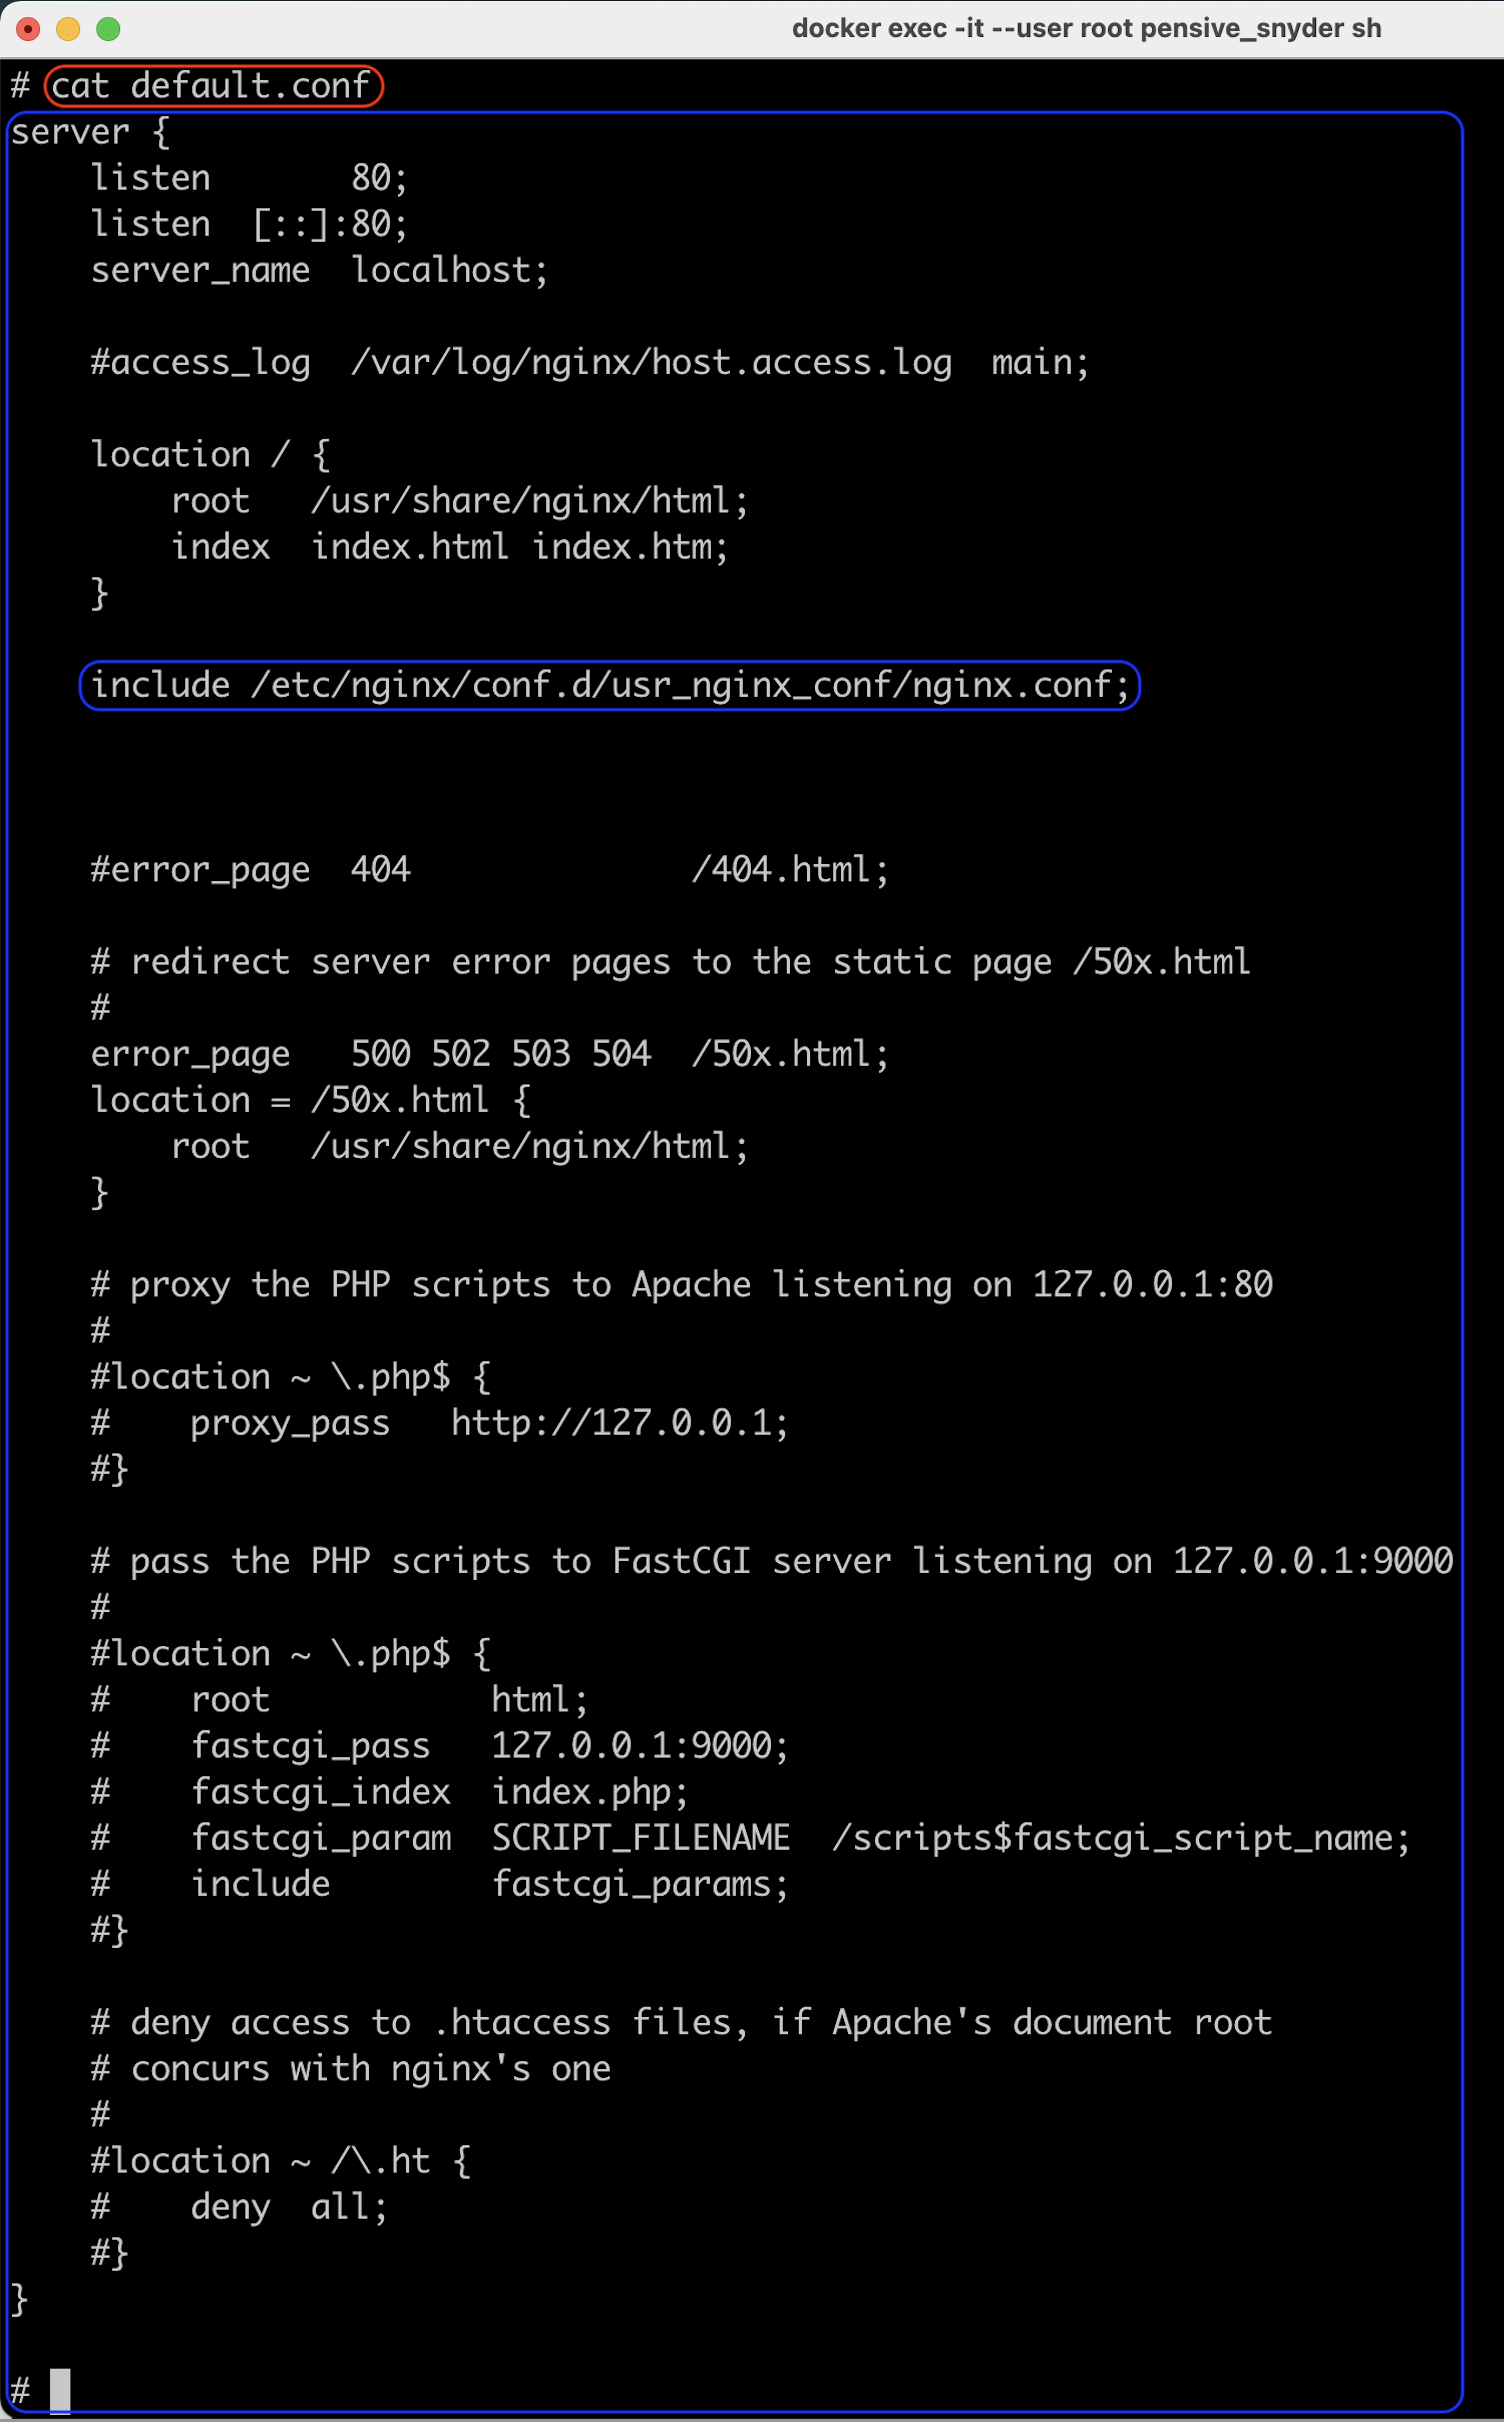 docker exec -it --user root pensive_snyder sh
# cat default.conf
server {
    listen       80;
    listen  [::]:80;
    server_name  localhost;

    #access_log  /var/log/nginx/host.access.log  main;

    location / {
        root   /usr/share/nginx/html;
        index  index.html index.htm;
    }

    include /etc/nginx/conf.d/usr_nginx_conf/nginx.conf;



    #error_page  404              /404.html;

    # redirect server error pages to the static page /50x.html
    #
    error_page   500 502 503 504  /50x.html;
    location = /50x.html {
        root   /usr/share/nginx/html;
    }

    # proxy the PHP scripts to Apache listening on 127.0.0.1:80
    #
    #location ~ \.php$ {
    #    proxy_pass   http://127.0.0.1;
    #}

    # pass the PHP scripts to FastCGI server listening on 127.0.0.1:9000
    #
    #location ~ \.php$ {
    #    root           html;
    #    fastcgi_pass   127.0.0.1:9000;
    #    fastcgi_index  index.php;
    #    fastcgi_param  SCRIPT_FILENAME  /scripts$fastcgi_script_name;
    #    include        fastcgi_params;
    #}

    # deny access to .htaccess files, if Apache's document root
    # concurs with nginx's one
    #
    #location ~ /\.ht {
    #    deny  all;
    #}
}

#